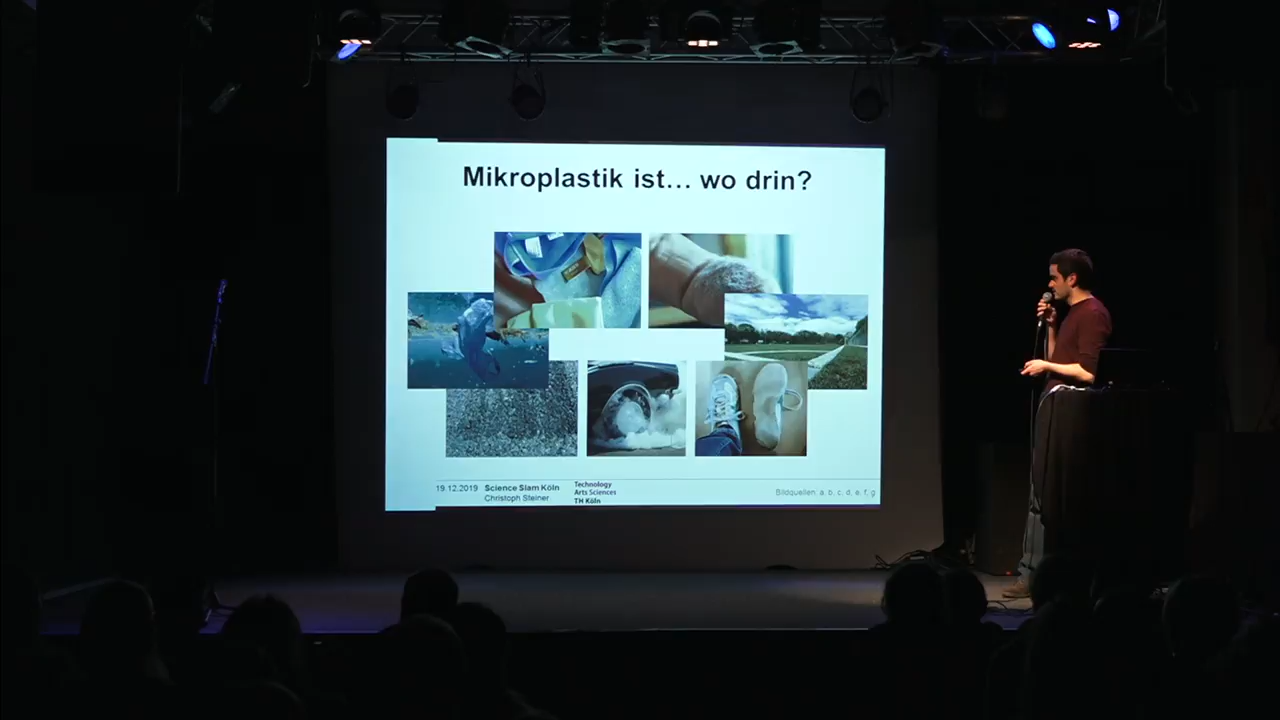 Mikroplastik ist... wo drin?
19.12.2019 Science Slam Köln
Christoph Steiner
Technology
Arts Sciences
TH Köln
Bildquellen: a, b, c, d, e, f, g